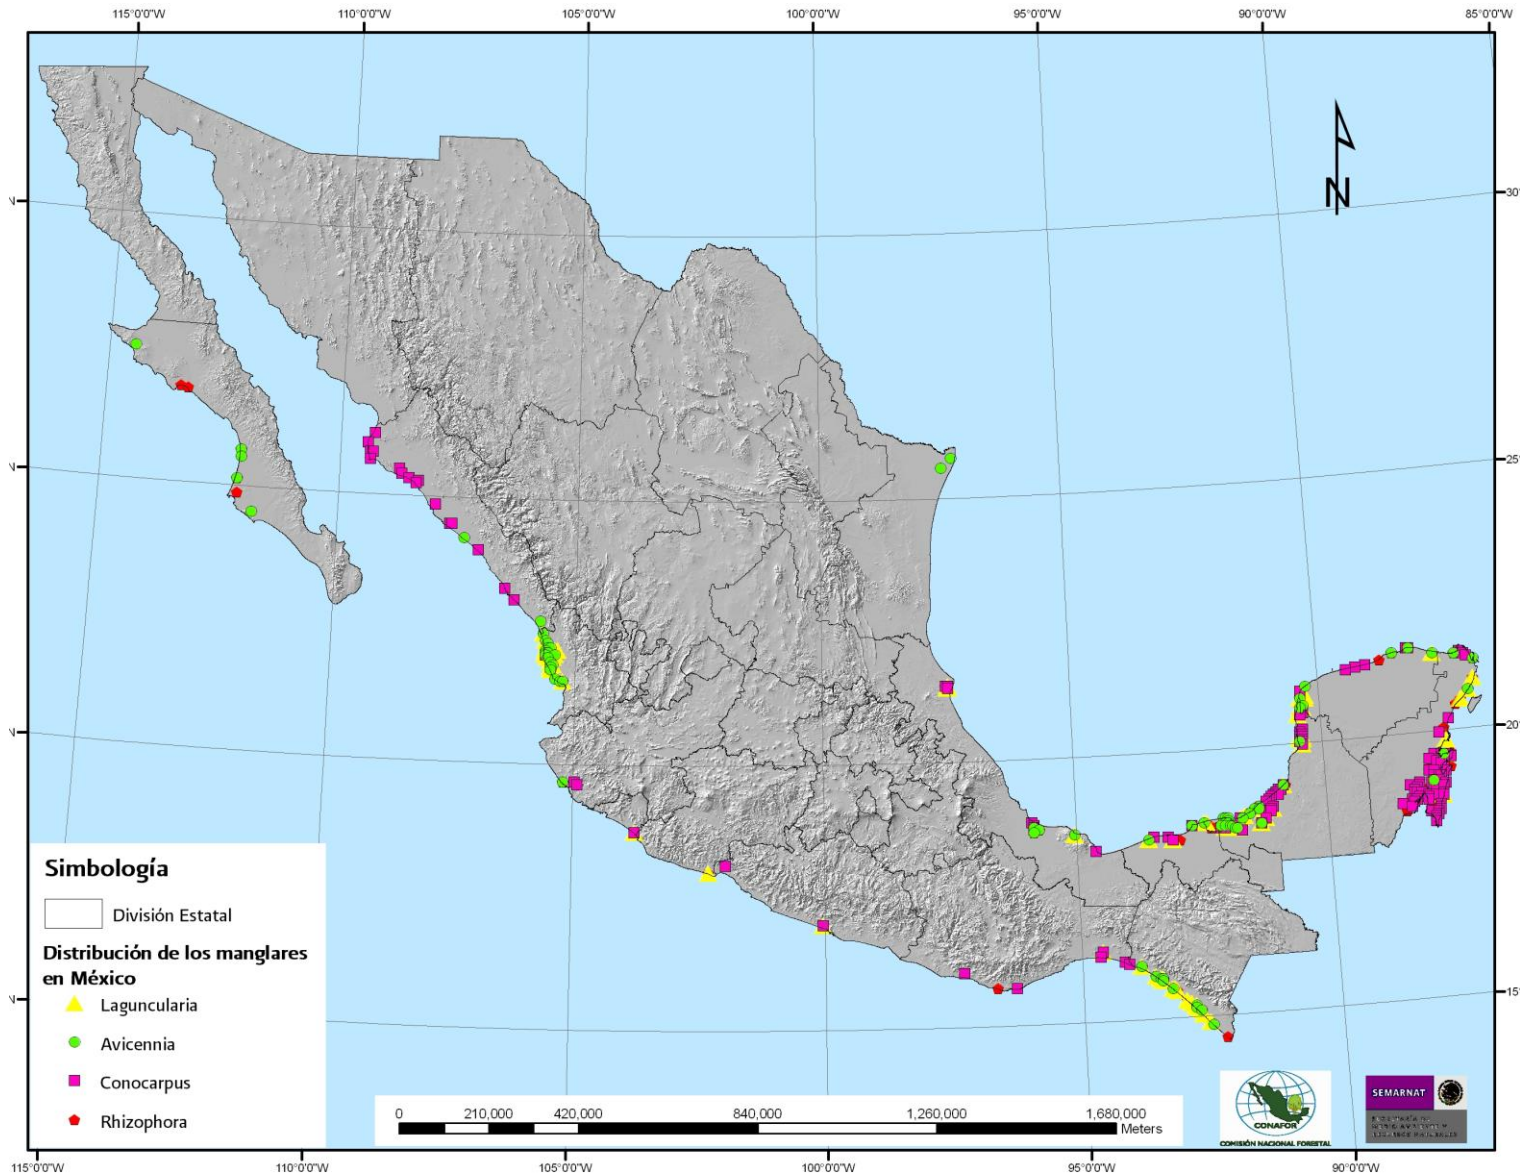 115°0'0"W 110°0'0"W 105°0'0"W 100°0'0"W 95°0'0"W 90°0'0"W 85°0'0"W
30°
N
25°
20°
15°
Simbología
División Estatal
Distribución de los manglares
en México
Laguncularia
Avicennia
Conocarpus
Rhizophora
0 210,000 420,000 840,000 1,260,000 1,680,000
Meters
CONAFOR
COMISIÓN NACIONAL FORESTAL
SEMARNAT
115°0'0"W 110°0'0"W 105°0'0"W 100°0'0"W 95°0'0"W 90°0'0"W